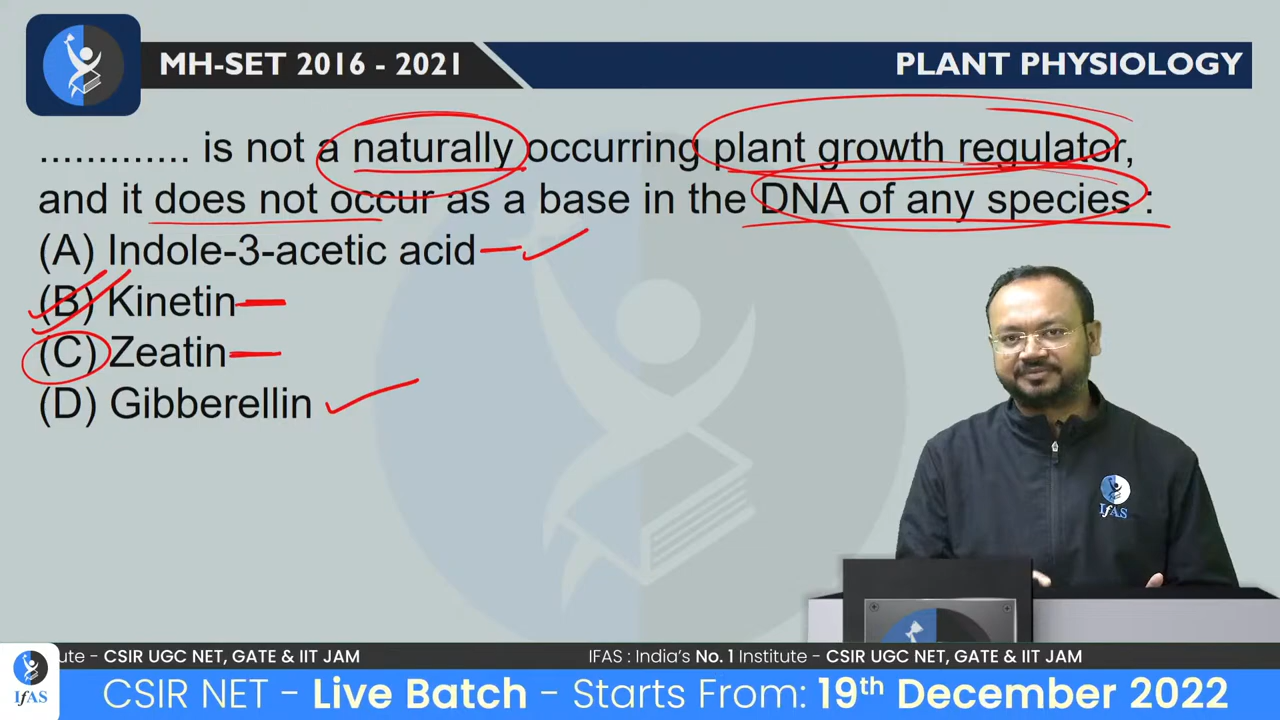 MH-SET 2016 - 2021
PLANT PHYSIOLOGY
............. is not a naturally occurring plant growth regulator,
and it does not occur as a base in the DNA of any species :
(A) Indole-3-acetic acid
(B) Kinetin
(C) Zeatin
(D) Gibberellin
IfAS
ute - CSIR UGC NET, GATE & IIT JAM
IFAS : India's No. 1 Institute - CSIR UGC NET, GATE & IIT JAM
IfAS
CSIR NET - Live Batch - Starts From: 19th December 2022